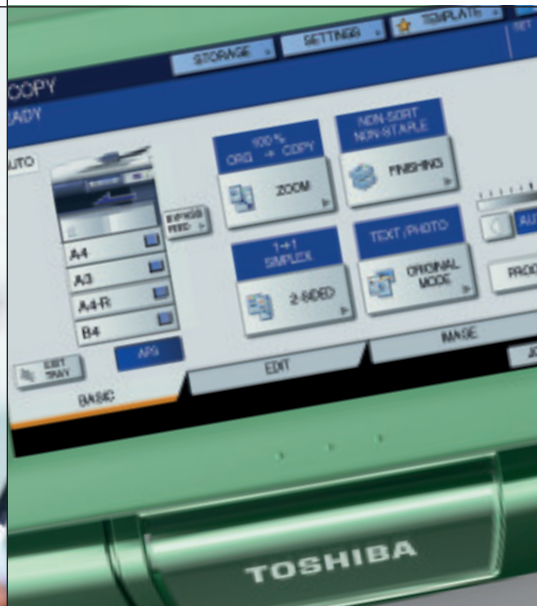 STORAGE
SETTINGS
TEMPLATE
COPY
READY
AUTO
100 %
ORG → COPY
ZOOM
NON-SORT
NON-STAPLE
FINISHING
BYPASS
FEED
A4
A3
A4-R
B4
1→1
SIMPLEX
2-SIDED
TEXT/PHOTO
ORIGINAL
MODE
EXIT
TRAY
APS
BASIC
EDIT
IMAGE
TOSHIBA